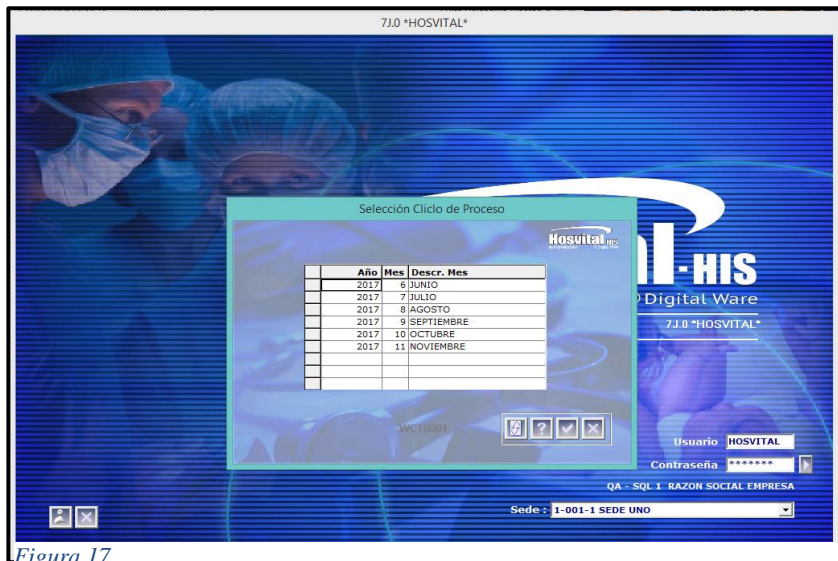 7J.0 *HOSVITAL*
Selección Cliclo de Proceso
Hosvital HIS
Año Mes Descr. Mes
2017 6 JUNIO
2017 7 JULIO
2017 8 AGOSTO
2017 9 SEPTIEMBRE
2017 10 OCTUBRE
2017 11 NOVIEMBRE
WCTR001
?
l-HIS
Digital Ware
7J.0 *HOSVITAL*
Usuario HOSVITAL
Contraseña *******
QA - SQL 1 RAZON SOCIAL EMPRESA
Sede : 1-001-1 SEDE UNO
Figura 17